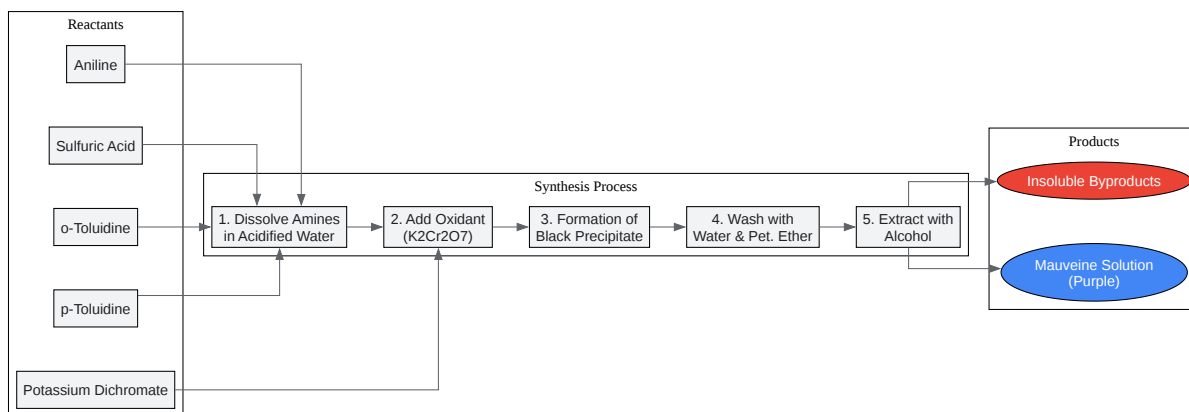 Reactants
Aniline
Sulfuric Acid
o-Toluidine
p-Toluidine
Potassium Dichromate
Synthesis Process
1. Dissolve Amines
in Acidified Water
2. Add Oxidant
(K2Cr2O7)
3. Formation of
Black Precipitate
4. Wash with
Water & Pet. Ether
5. Extract with
Alcohol
Products
Insoluble Byproducts
Mauveine Solution
(Purple)